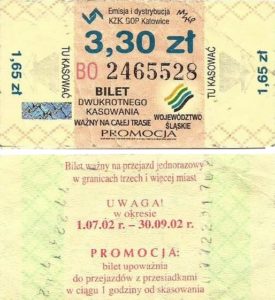 Emisja i dystrybucja
KZK GOP Katowice
TU KASOWAĆ
1,65 zł
3,30 zł
BO 2465528
BILET
DWUKROTNEGO
KASOWANIA
WAŻNY NA CAŁEJ TRASIE
PROMOCJA
WOJEWÓDZTWO
ŚLĄSKIE
TU KASOWAĆ
1,65 zł
Bilet ważny na przejazd jednorazowy
w granicach trzech i więcej miast
UWAGA!
w okresie
1.07.02 r. — 30.09.02 r.
PROMOCJA:
bilet upoważnia
do przejazdów z przesiadkami
w ciągu 1 godziny od skasowania